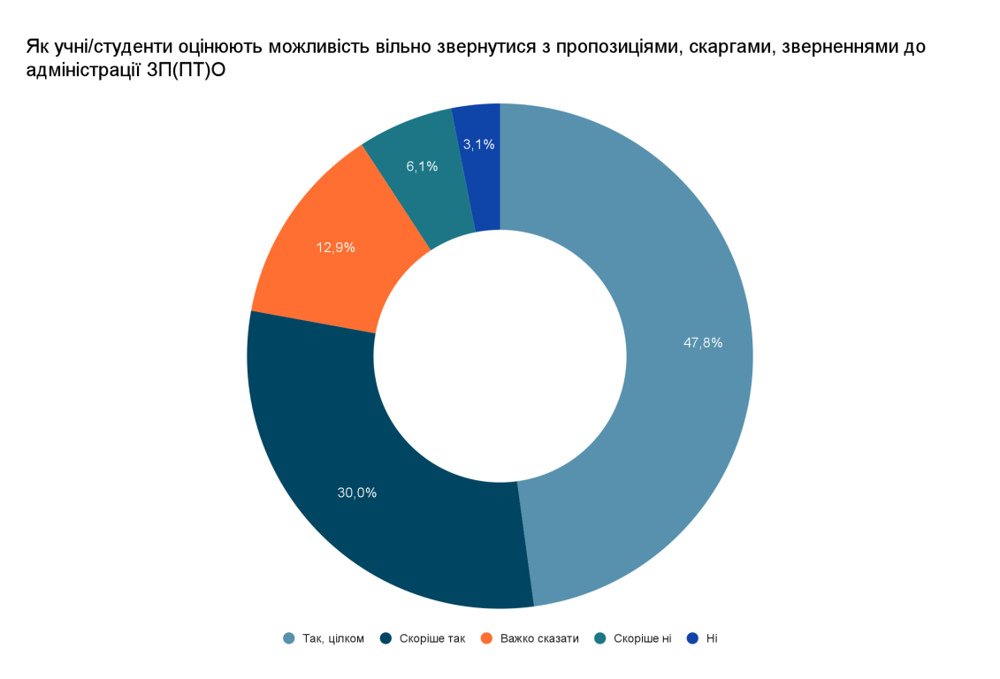 Як учні/студенти оцінюють можливість вільно звернутися з пропозиціями, скаргами, зверненнями до
адміністрації ЗП(ПТ)О
3,1%
6,1%
12,9%
47,8%
30,0%
Так, цілком Скоріше так Важко сказати Скоріше ні Ні